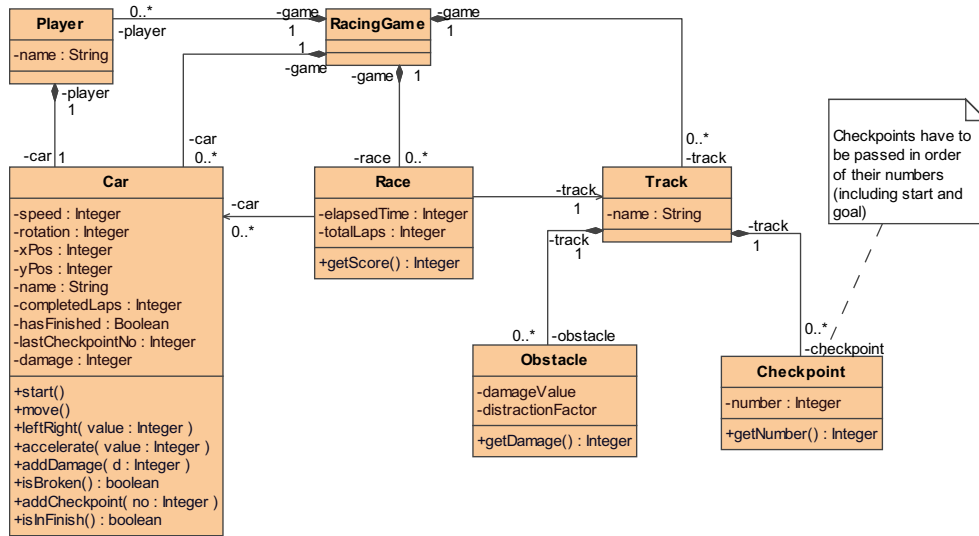 Player
-name : String
0..*
-player
-game
1
RacingGame
-game
1
1
-game
-game
1
-player
1
-car
1
-car
0..*
-race
0..*
0..*
-track
Checkpoints have to
be passed in order
of their numbers
(including start and
goal)
Car
-speed : Integer
-rotation : Integer
-xPos : Integer
-yPos : Integer
-name : String
-completedLaps : Integer
-hasFinished : Boolean
-lastCheckpointNo : Integer
-damage : Integer
+start()
+move()
+leftRight( value : Integer )
+accelerate( value : Integer )
+addDamage( d : Integer )
+isBroken() : boolean
+addCheckpoint( no : Integer )
+isInFinish() : boolean
-car
0..*
Race
-elapsedTime : Integer
-totalLaps : Integer
+getScore() : Integer
-track
1
Track
-name : String
-track
1
-track
1
0..*
-obstacle
0..*
-checkpoint
Obstacle
-damageValue
-distractionFactor
+getDamage() : Integer
Checkpoint
-number : Integer
+getNumber() : Integer